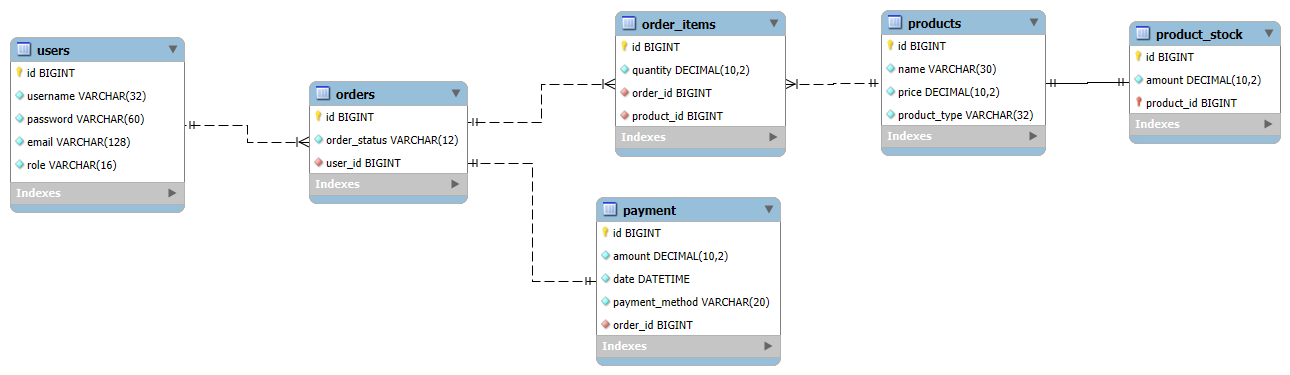 users
id BIGINT
username VARCHAR(32)
password VARCHAR(60)
email VARCHAR(128)
role VARCHAR(16)
Indexes
orders
id BIGINT
order_status VARCHAR(12)
user_id BIGINT
Indexes
order_items
id BIGINT
quantity DECIMAL(10,2)
order_id BIGINT
product_id BIGINT
Indexes
payment
id BIGINT
amount DECIMAL(10,2)
date DATETIME
payment_method VARCHAR(20)
order_id BIGINT
Indexes
products
id BIGINT
name VARCHAR(30)
price DECIMAL(10,2)
product_type VARCHAR(32)
Indexes
product_stock
id BIGINT
amount DECIMAL(10,2)
product_id BIGINT
Indexes